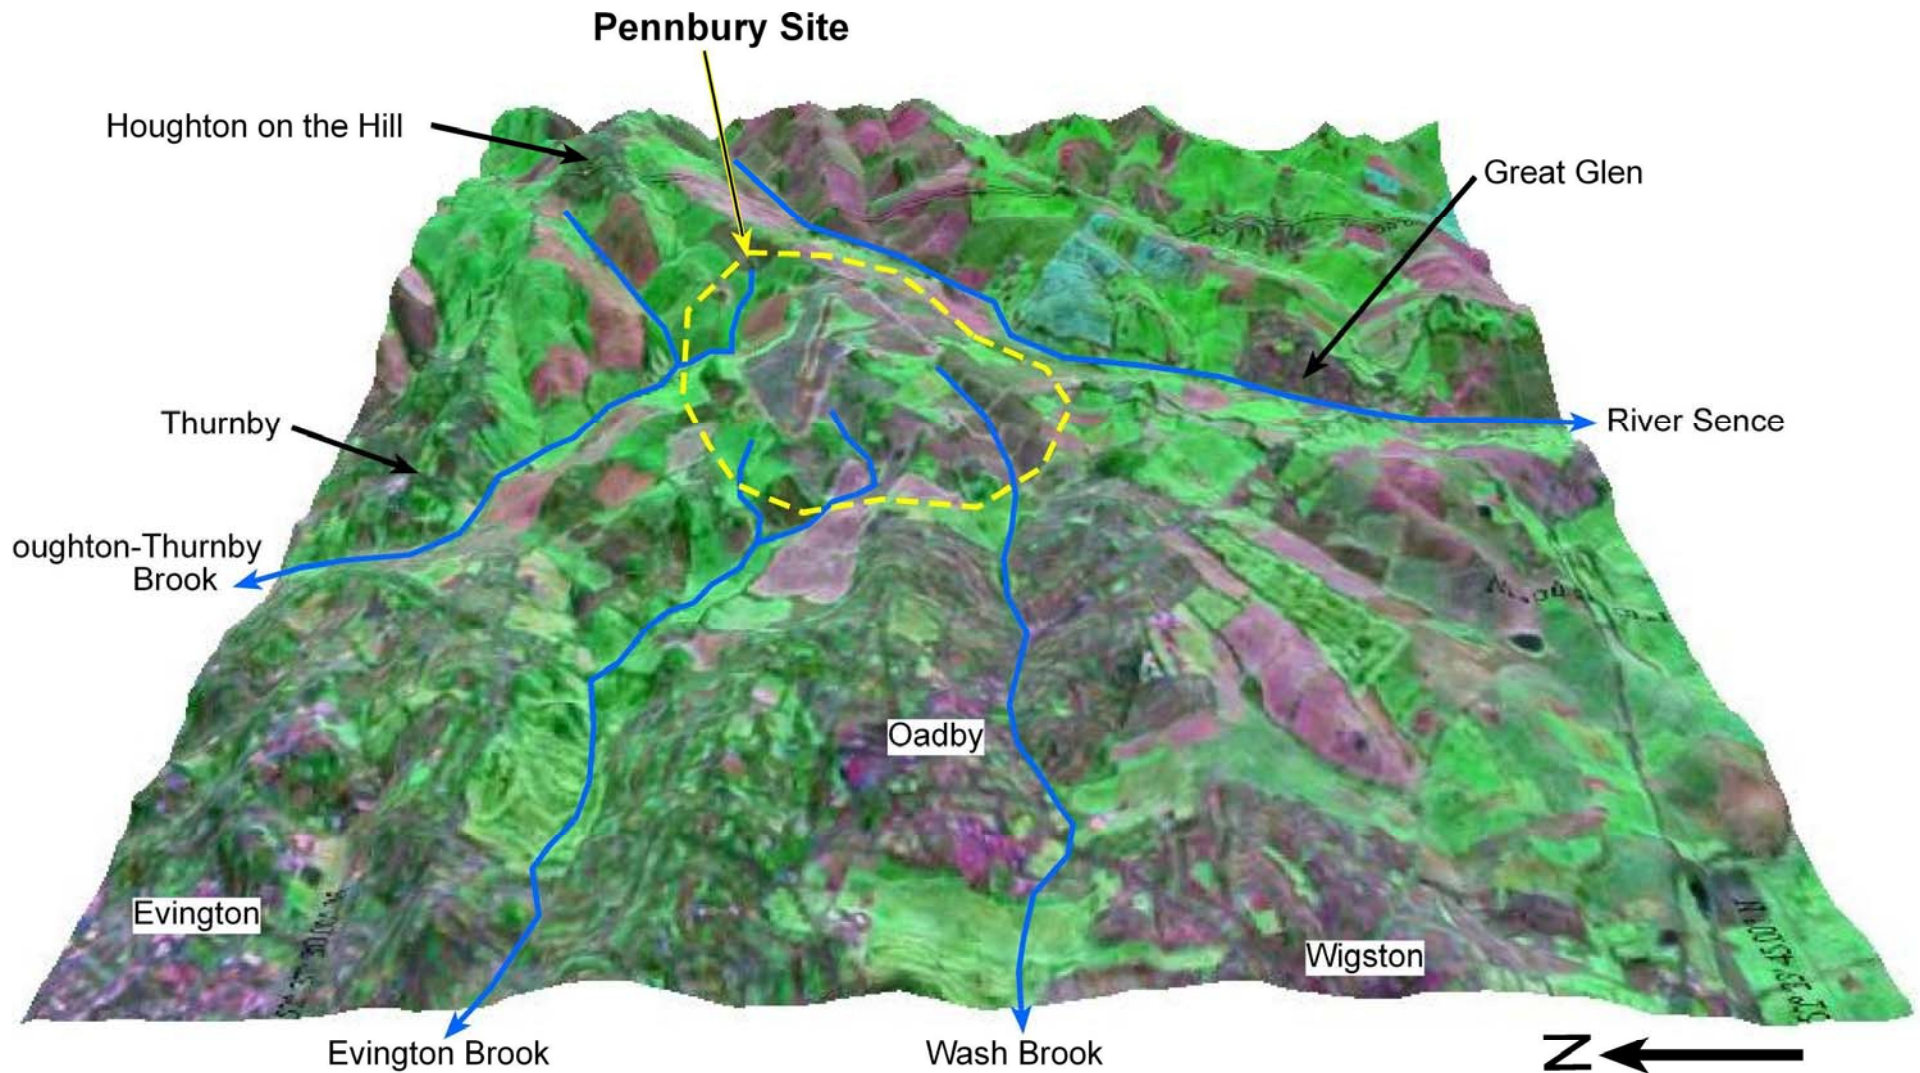 Pennbury Site
Houghton on the Hill
Great Glen
Thurnby
River Sence
oughton-Thurnby
Brook
Oadby
Evington
Wigston
Evington Brook
Wash Brook
N